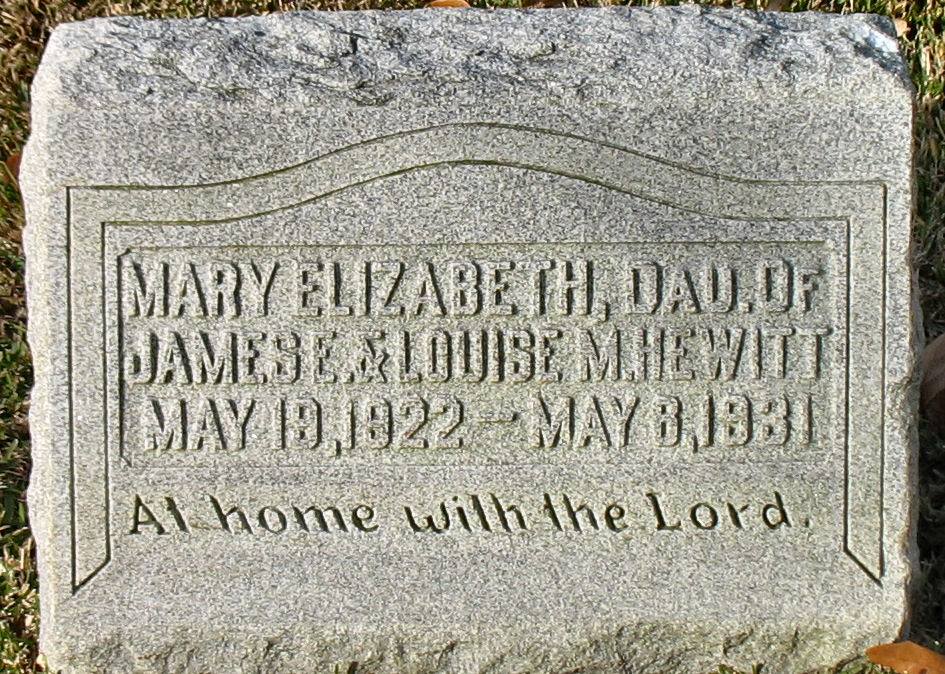 MARY ELIZABETH, DAU. OF
JAMES E. & LOUISE M. HEWITT
MAY 19, 1922 – MAY 8, 1931
At home with the Lord.